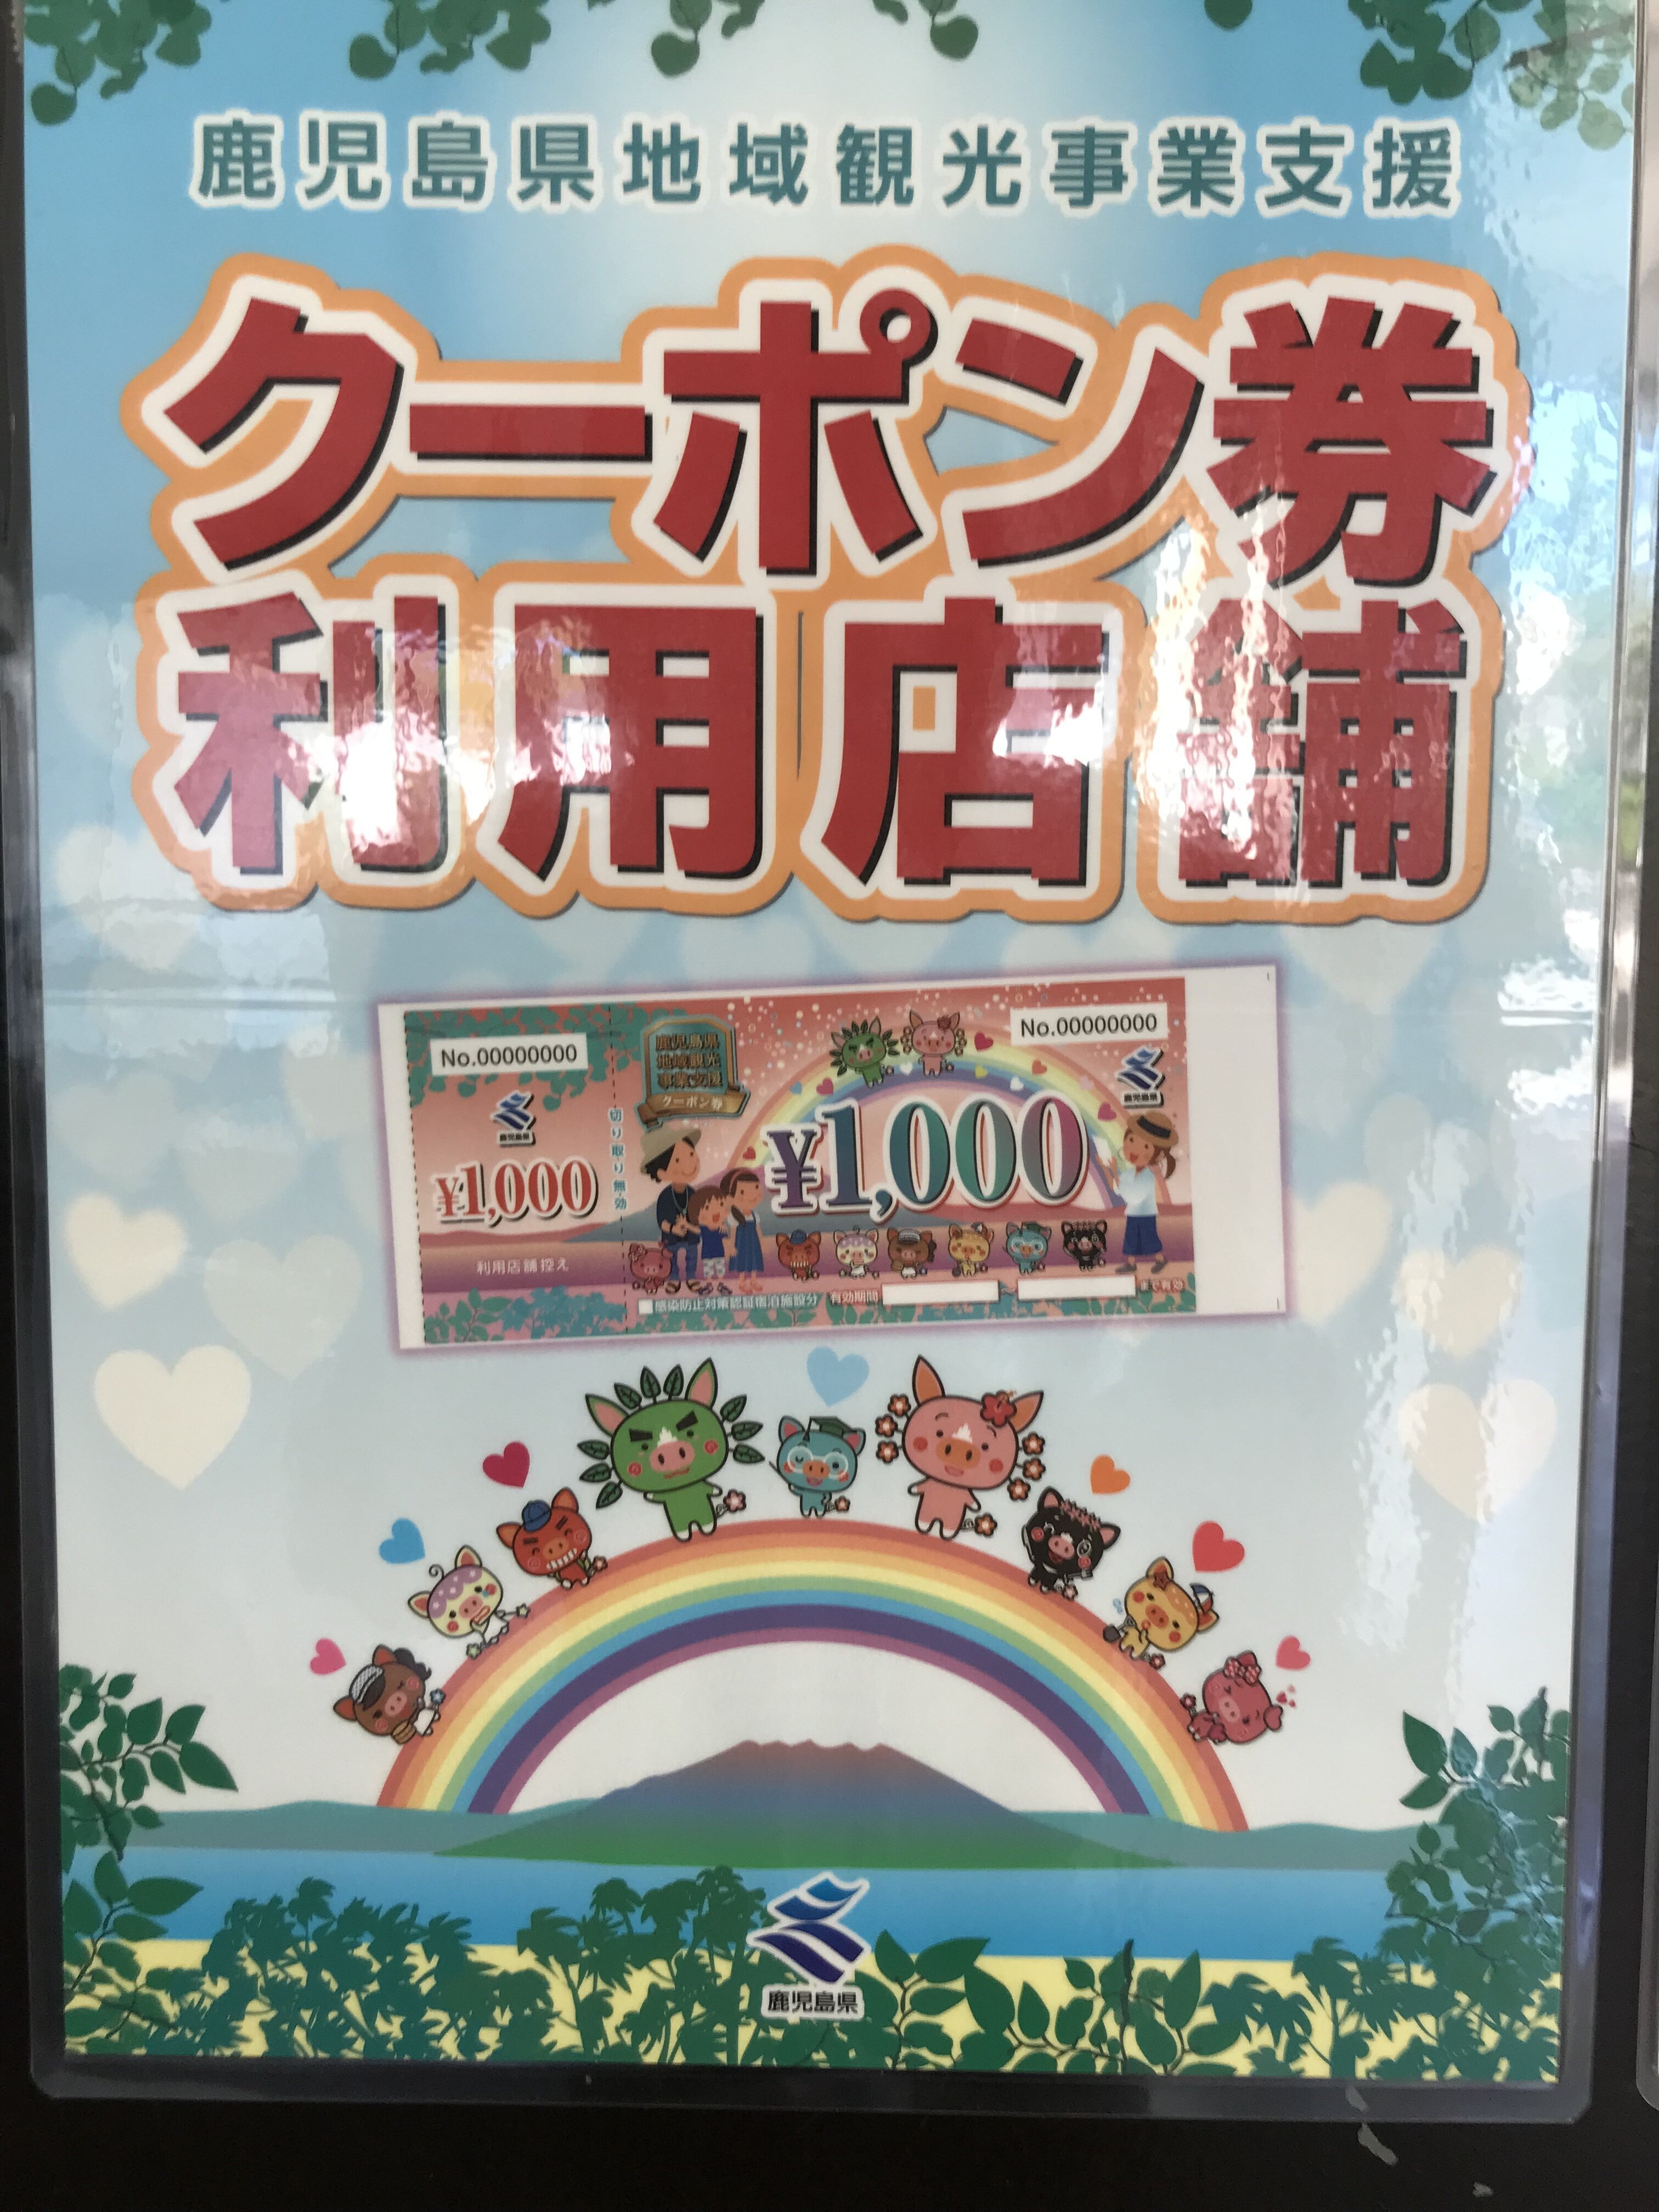 鹿児島県地域観光事業支援
クーポン券
利用店舗
No.00000000
鹿児島県
¥1,000
利用店舗控え
切り取り無効
鹿児島県
地域観光
事業支援
クーポン券
No.00000000
鹿児島県
¥1,000
感染防止対策認証宿泊施設分
有効期間
まで有効
鹿児島県